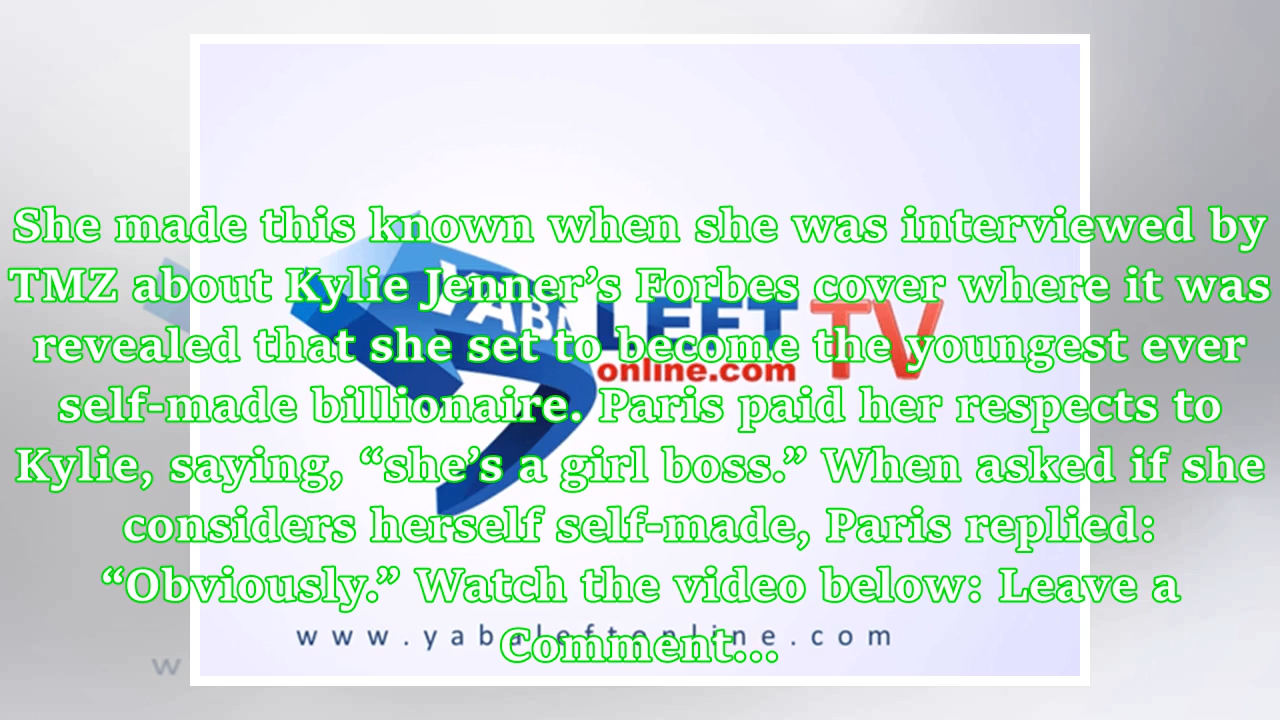 She made this known when she was interviewed by
TMZ about Kylie Jenner’s Forbes cover where it was
revealed that she set to become the youngest ever
self-made billionaire. Paris paid her respects to
Kylie, saying, “she’s a girl boss.” When asked if she
considers herself self-made, Paris replied:
“Obviously.” Watch the video below: Leave a
Comment...
YABA LEFT TV
online.com
www.yabaleftonline.com
w